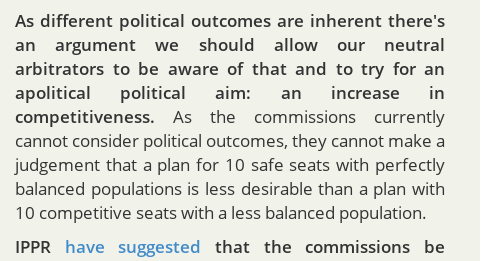 As different political outcomes are inherent there's
an argument we should allow our neutral
arbitrators to be aware of that and to try for an
apolitical political aim: an increase in
competitiveness. As the commissions currently
cannot consider political outcomes, they cannot make a
judgement that a plan for 10 safe seats with perfectly
balanced populations is less desirable than a plan with
10 competitive seats with a less balanced population.
IPPR have suggested that the commissions be